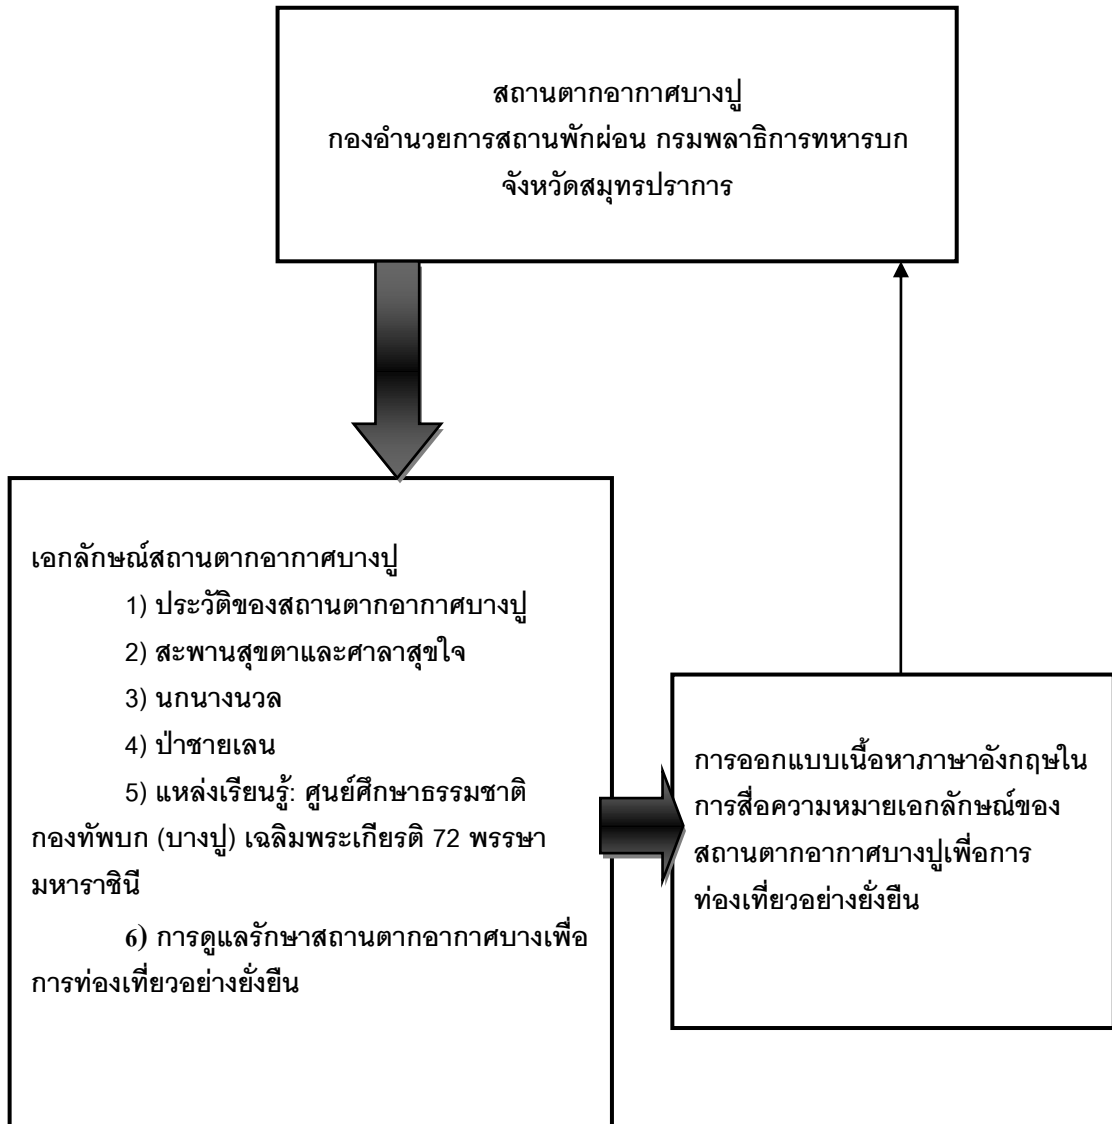 สถานตากอากาศบางปู
กองอำนวยการสถานพักผ่อน กรมพลาธิการทหารบก
จังหวัดสมุทรปราการ
เอกลักษณ์สถานตากอากาศบางปู
1) ประวัติของสถานตากอากาศบางปู
2) สะพานสุขตาและศาลาสุขใจ
3) นกนางนวล
4) ป่าชายเลน
5) แหล่งเรียนรู้: ศูนย์ศึกษาธรรมชาติ
กองทัพบก (บางปู) เฉลิมพระเกียรติ 72 พรรษา
มหาราชินี
6) การดูแลรักษาสถานตากอากาศบางเพื่อ
การท่องเที่ยวอย่างยั่งยืน
การออกแบบเนื้อหาภาษาอังกฤษใน
การสื่อความหมายเอกลักษณ์ของ
สถานตากอากาศบางปูเพื่อการ
ท่องเที่ยวอย่างยั่งยืน